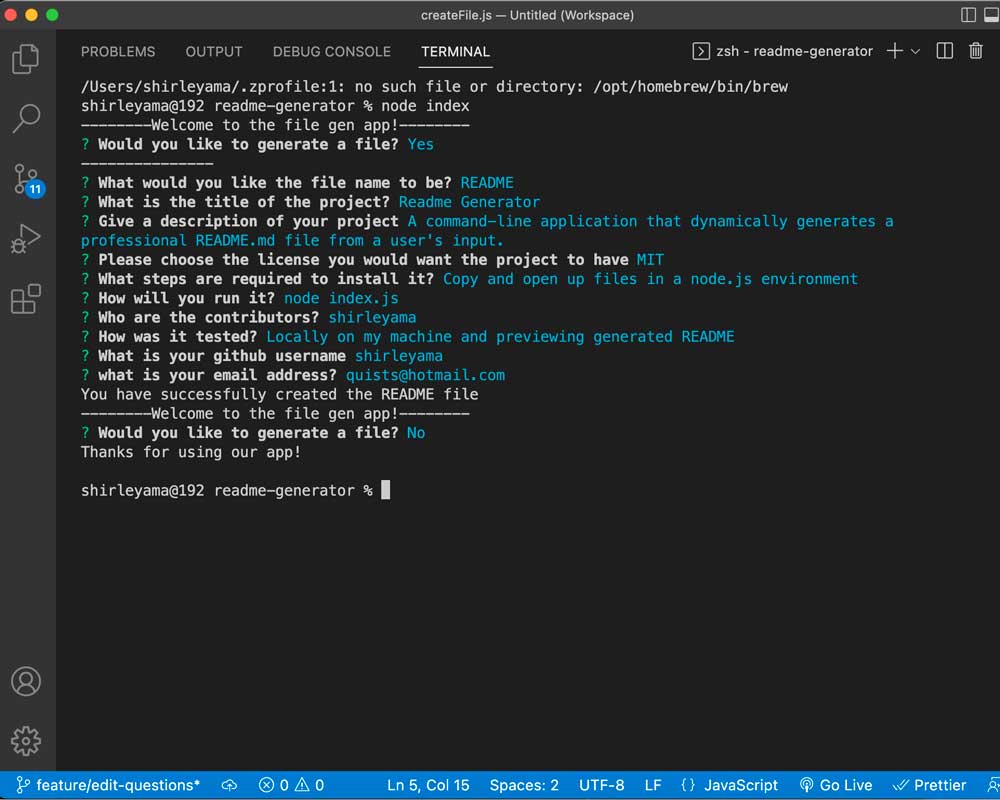 createFile.js — Untitled (Workspace)
PROBLEMS OUTPUT DEBUG CONSOLE TERMINAL zsh - readme-generator
/Users/shirleyama/.zprofile:1: no such file or directory: /opt/homebrew/bin/brew
shirleyama@192 readme-generator % node index
--------Welcome to the file gen app!--------
? Would you like to generate a file? Yes
---------------
? What would you like the file name to be? README
? What is the title of the project? Readme Generator
? Give a description of your project A command-line application that dynamically generates a
professional README.md file from a user's input.
? Please choose the license you would want the project to have MIT
? What steps are required to install it? Copy and open up files in a node.js environment
? How will you run it? node index.js
? Who are the contributors? shirleyama
? How was it tested? Locally on my machine and previewing generated README
? What is your github username shirleyama
? what is your email address? quists@hotmail.com
You have successfully created the README file
--------Welcome to the file gen app!--------
? Would you like to generate a file? No
Thanks for using our app!
shirleyama@192 readme-generator %
11
feature/edit-questions* 0 0 Ln 5, Col 15 Spaces: 2 UTF-8 LF {} JavaScript Go Live Prettier